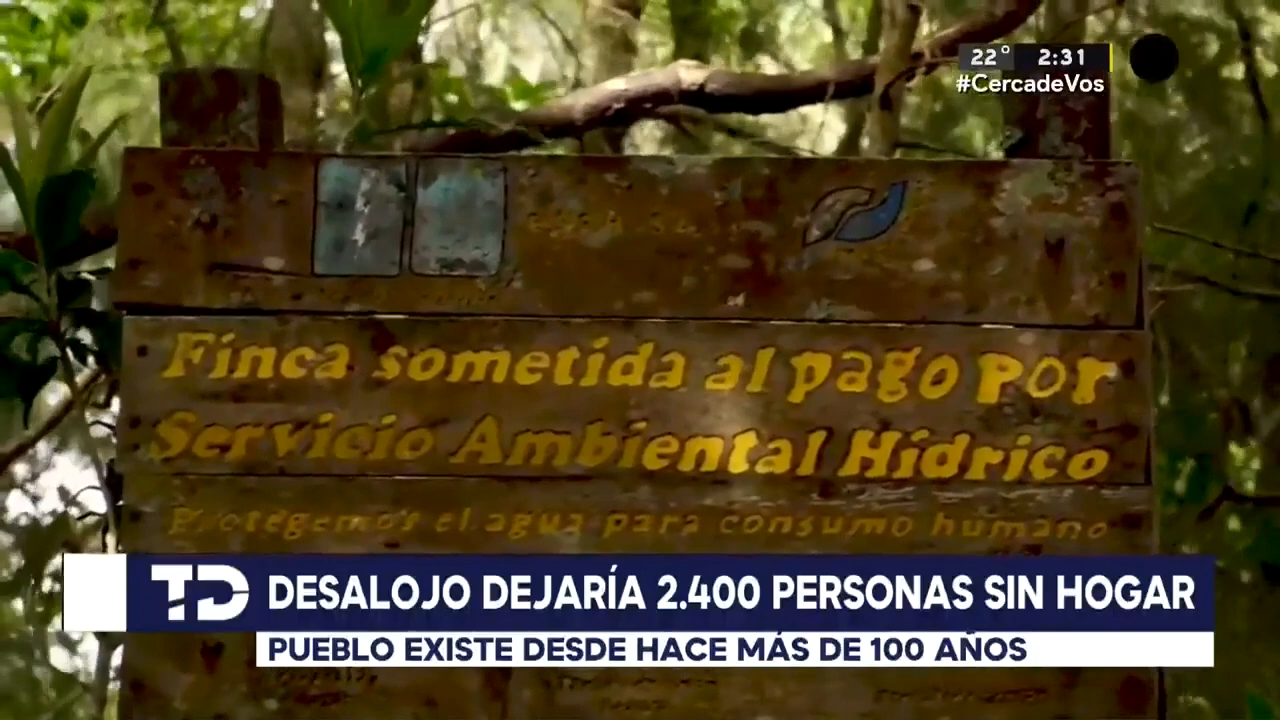 22° 2:31
#CercadeVos
Finca sometida al pago por
Servicio Ambiental Hídrico
Protegemos el agua para consumo humano
TD DESALOJO DEJARÍA 2.400 PERSONAS SIN HOGAR
PUEBLO EXISTE DESDE HACE MÁS DE 100 AÑOS